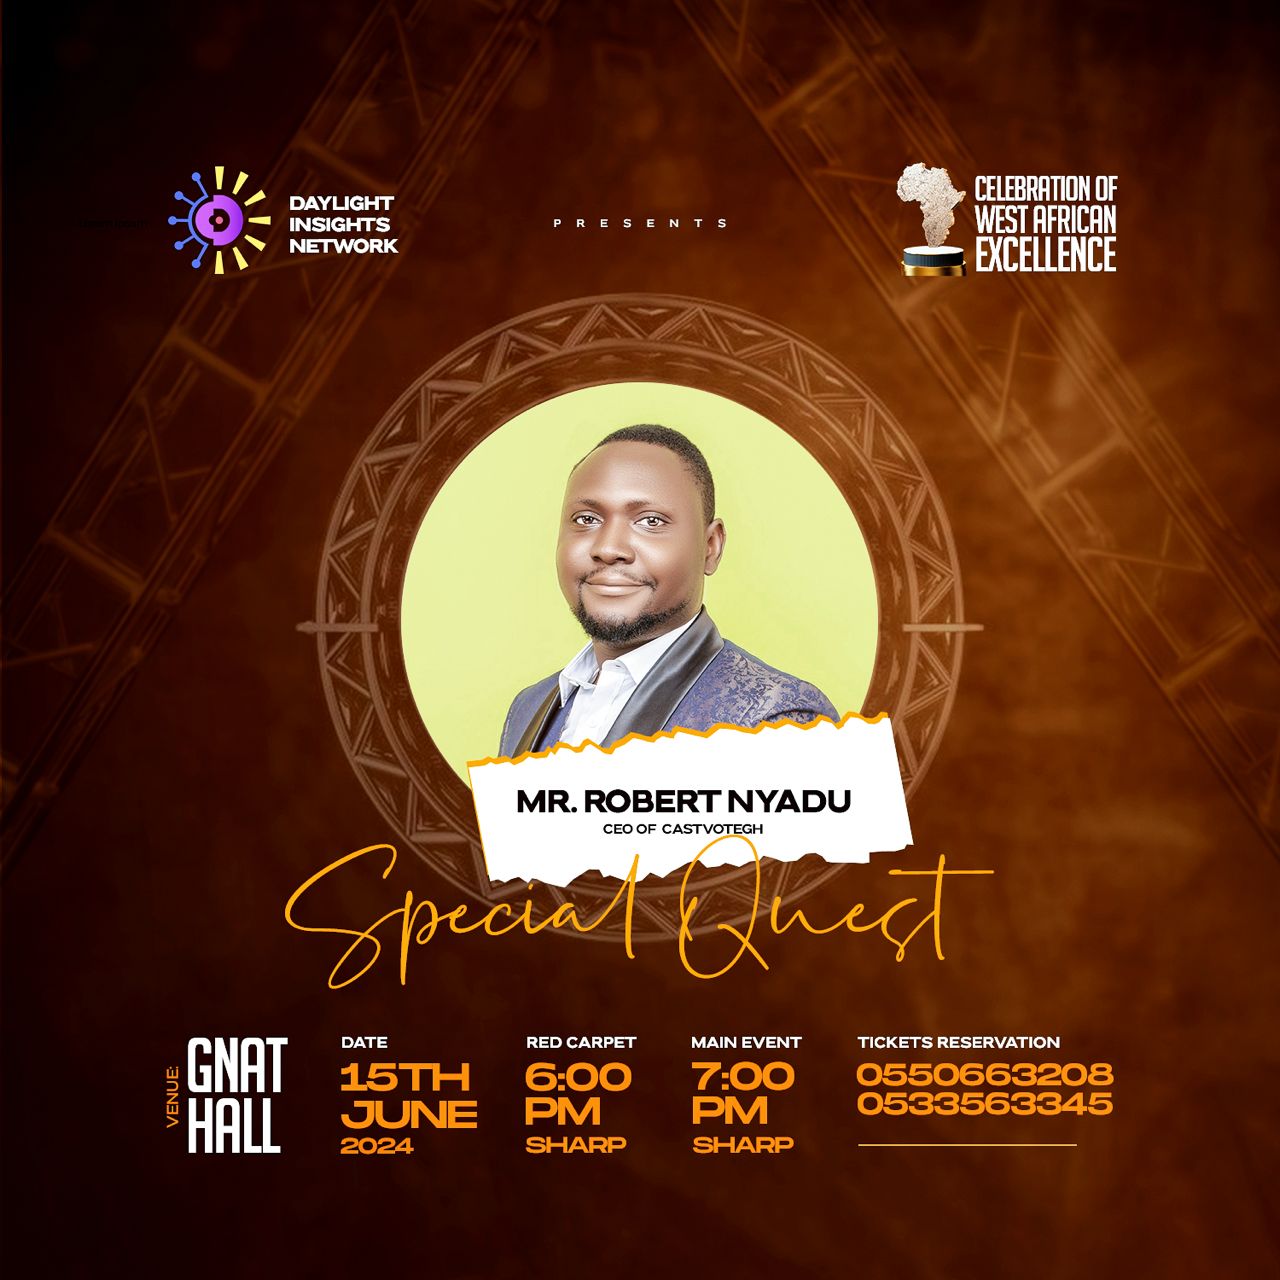 DAYLIGHT
INSIGHTS
NETWORK
PRESENTS
CELEBRATION OF
WEST AFRICAN
EXCELLENCE
MR. ROBERT NYADU
CEO OF CASTVOTEGH
Special Quest
VENUE:
GNAT
HALL
DATE
15TH
JUNE
2024
RED CARPET
6:00
PM
SHARP
MAIN EVENT
7:00
PM
SHARP
TICKETS RESERVATION
0550663208
0533563345